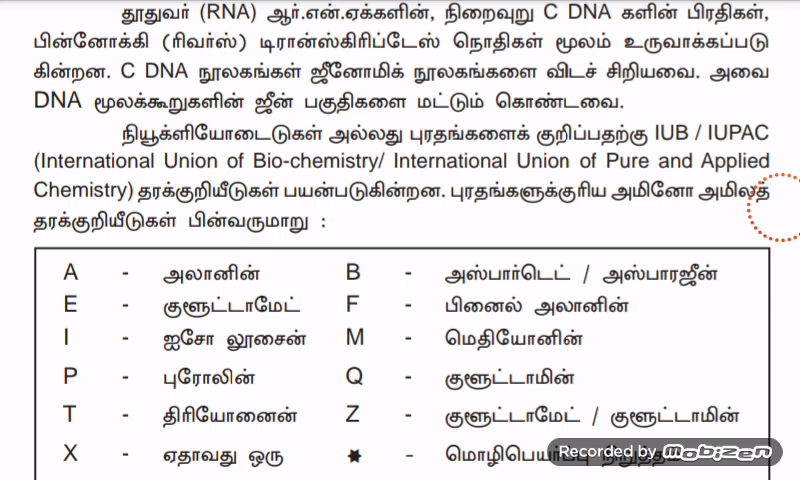 தூதுவர் (RNA) ஆர்.என்.ஏக்களின், நிறைவுறு C DNA களின் பிரதிகள்,
பின்னோக்கி (ரிவர்ஸ்) டிரான்ஸ்கிரிப்டேஸ் நொதிகள் மூலம் உருவாக்கப்படு
கின்றன. C DNA நூலகங்கள் ஜீனோமிக் நூலகங்களை விடச் சிறியவை. அவை
DNA மூலக்கூறுகளின் ஜீன் பகுதிகளை மட்டும் கொண்டவை.
நியூக்ளியோடைடுகள் அல்லது புரதங்களைக் குறிப்பதற்கு IUB / IUPAC
(International Union of Bio-chemistry/ International Union of Pure and Applied
Chemistry) தரக்குறியீடுகள் பயன்படுகின்றன. புரதங்களுக்குரிய அமினோ அமிலத்
தரக்குறியீடுகள் பின்வருமாறு :
A - அலானின் B - அஸ்பார்டெட் / அஸ்பாரஜீன்
E - குளூட்டாமேட் F - பினைல் அலானின்
I - ஐசோ லூசைன் M - மெதியோனின்
P - புரோலின் Q - குளூட்டாமின்
T - திரியோனைன் Z - குளூட்டாமேட் / குளூட்டாமின்
X - ஏதாவது ஒரு * - மொழிபெயர்ப்பு நிறுத்தம்
Recorded by mobizen